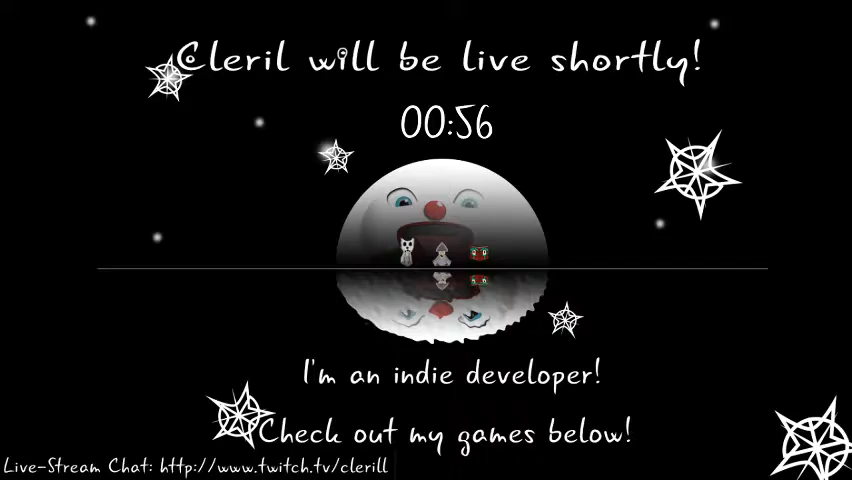 Cleril will be live shortly!
00:56
I'm an indie developer!
Check out my games below!
Live-Stream Chat: http://www.twitch.tv/clerill